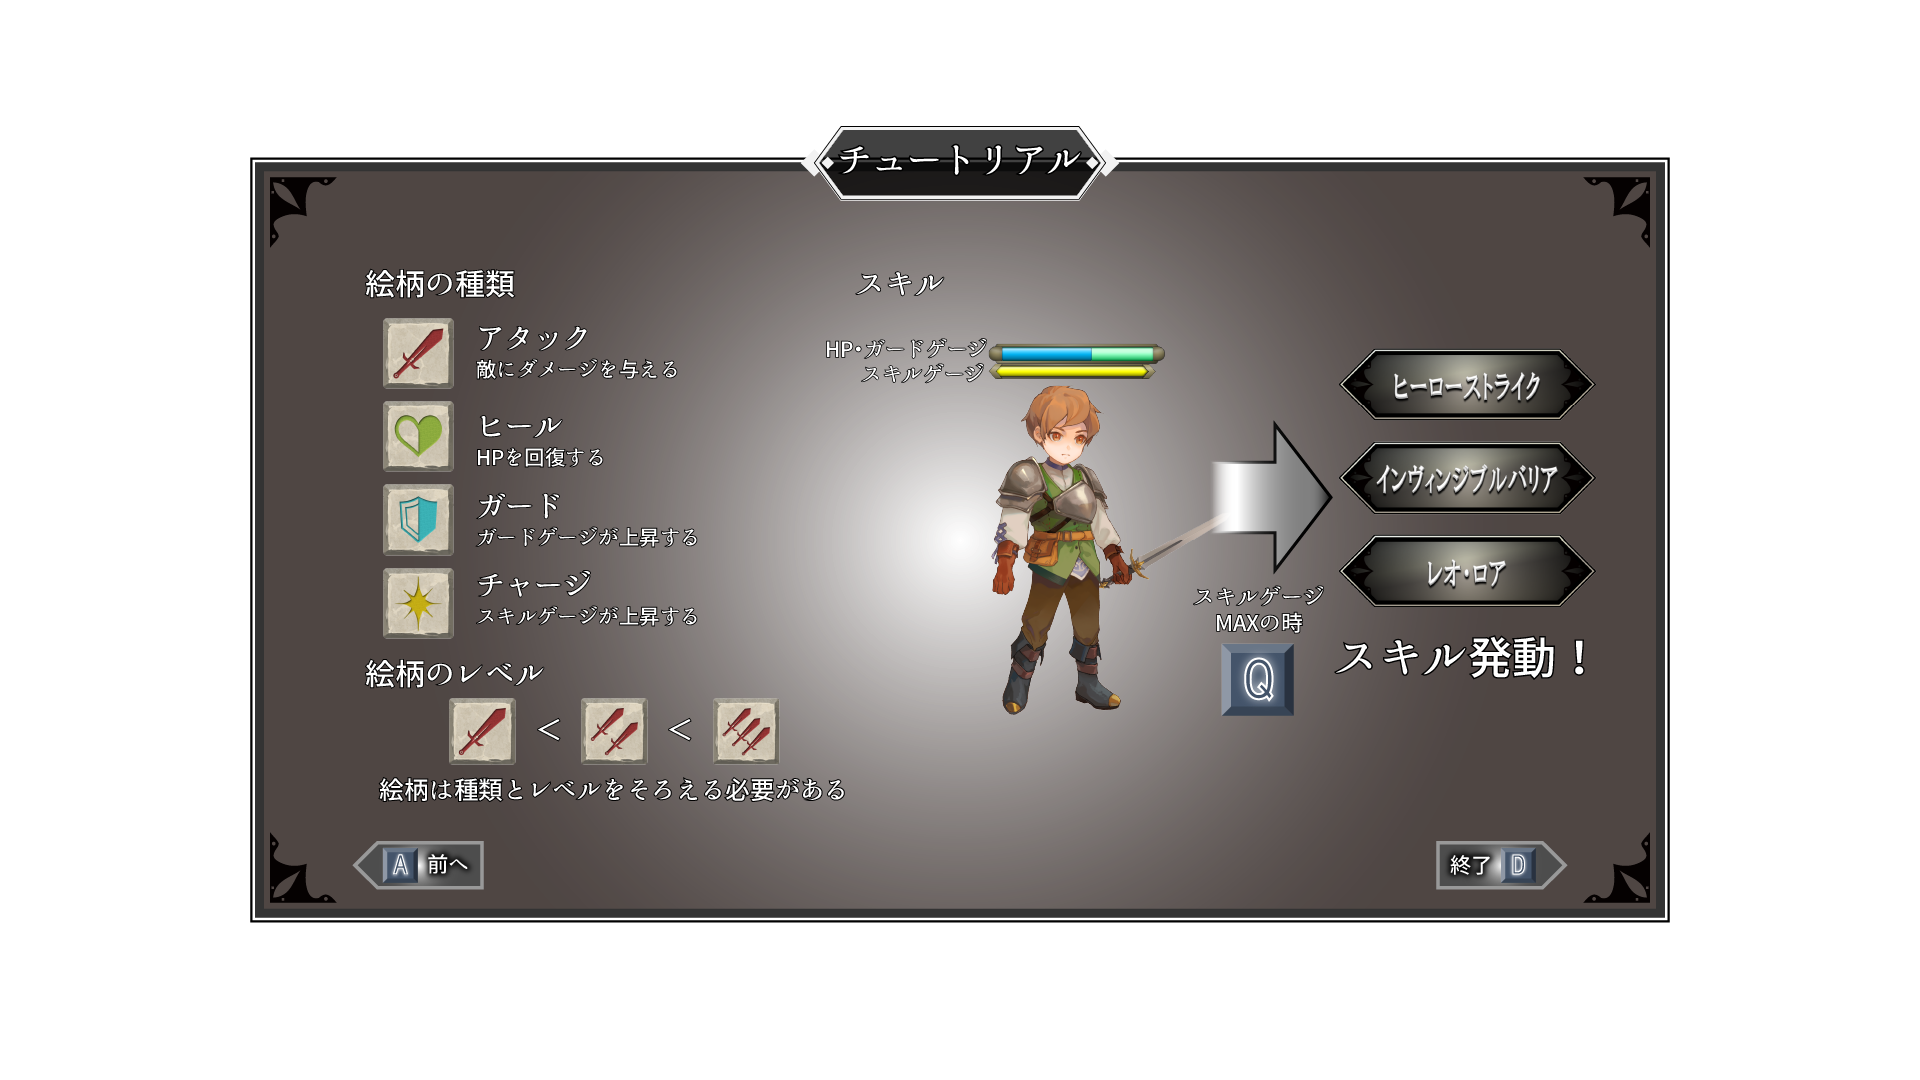 チュートリアル
絵柄の種類
アタック
敵にダメージを与える
ヒール
HPを回復する
ガード
ガードゲージが上昇する
チャージ
スキルゲージが上昇する
絵柄のレベル
< <
絵柄は種類とレベルをそろえる必要がある
スキル
HP・ガードゲージ
スキルゲージ
スキルゲージ
MAXの時
Q
ヒーローストライク
インヴィンジブルバリア
レオ・ロア
スキル発動！
A 前へ
終了 D